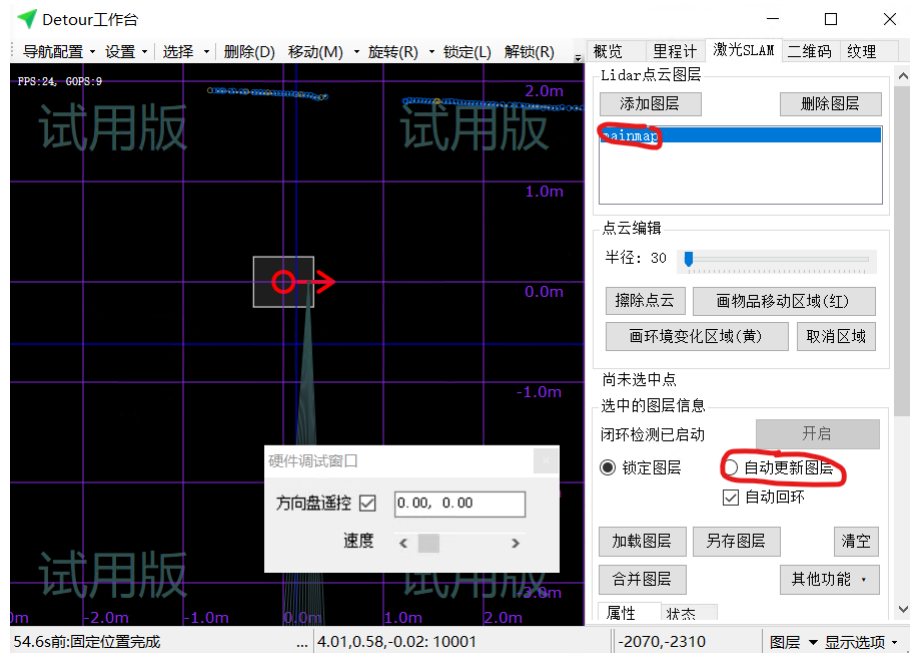 Detour工作台
导航配置 设置 选择 删除(D) 移动(M) 旋转(R) 锁定(L) 解锁(R)
概览 里程计 激光SLAM 二维码 纹理
FPS:24, GOPS:9
试用版 试用版
2.0m
1.0m
0.0m
-1.0m
试用版 试用版
-3.0m
0m -2.0m -1.0m 0.0m 1.0m 2.0m
硬件调试窗口
方向盘遥控 0.00, 0.00
速度
Lidar点云图层
添加图层 删除图层
mainmap
点云编辑
半径: 30
擦除点云 画物品移动区域(红)
画环境变化区域(黄) 取消区域
尚未选中点
选中的图层信息
闭环检测已启动 开启
锁定图层 自动更新图层
自动回环
加载图层 另存图层 清空
合并图层 其他功能
属性 状态
54.6s前:固定位置完成 ... 4.01,0.58,-0.02: 10001 -2070,-2310 图层 显示选项